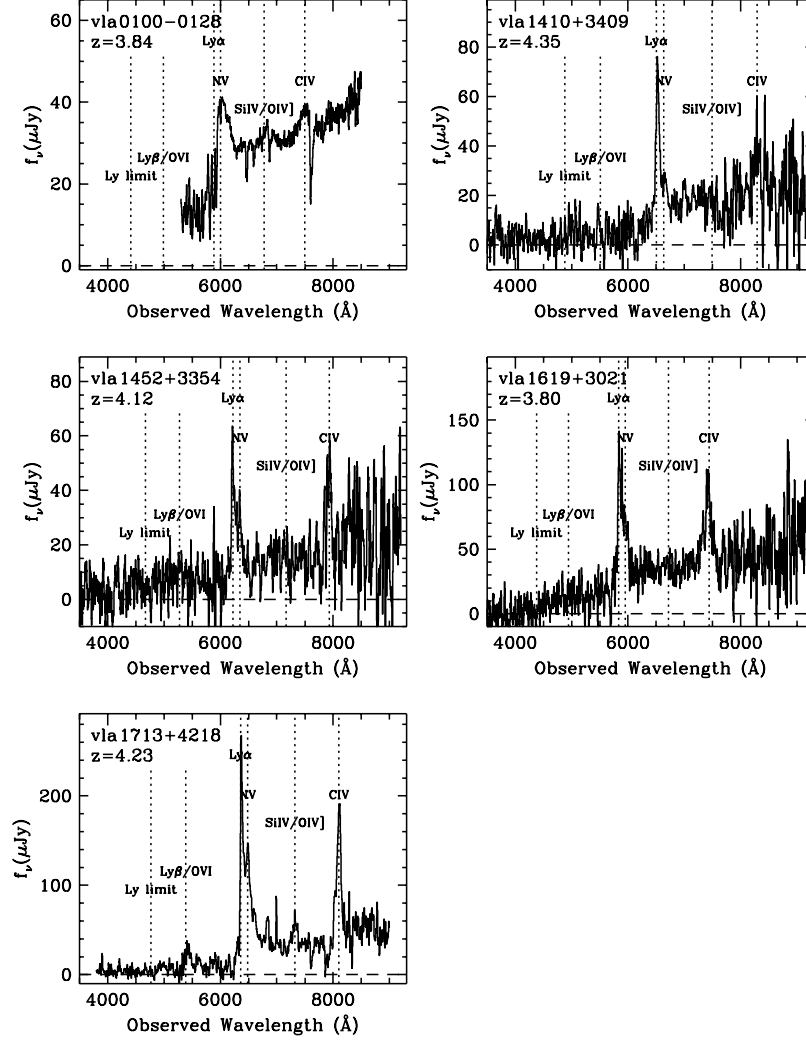 vla0100-0128
z=3.84
Lyα
NV
CIV
SiIV/OIV]
Lyβ/OVI
Ly limit
60
40
20
0
f_ν(μJy)
4000 6000 8000
Observed Wavelength (Å)
vla1410+3409
z=4.35
Lyα
NV
CIV
SiIV/OIV]
Lyβ/OVI
Ly limit
80
60
40
20
0
f_ν(μJy)
4000 6000 8000
Observed Wavelength (Å)
vla1452+3354
z=4.12
Lyα
NV
CIV
SiIV/OIV]
Lyβ/OVI
Ly limit
80
60
40
20
0
f_ν(μJy)
4000 6000 8000
Observed Wavelength (Å)
vla1619+3021
z=3.80
Lyα
NV
CIV
SiIV/OIV]
Lyβ/OVI
Ly limit
150
100
50
0
f_ν(μJy)
4000 6000 8000
Observed Wavelength (Å)
vla1713+4218
z=4.23
Lyα
NV
CIV
SiIV/OIV]
Lyβ/OVI
Ly limit
200
100
0
f_ν(μJy)
4000 6000 8000
Observed Wavelength (Å)